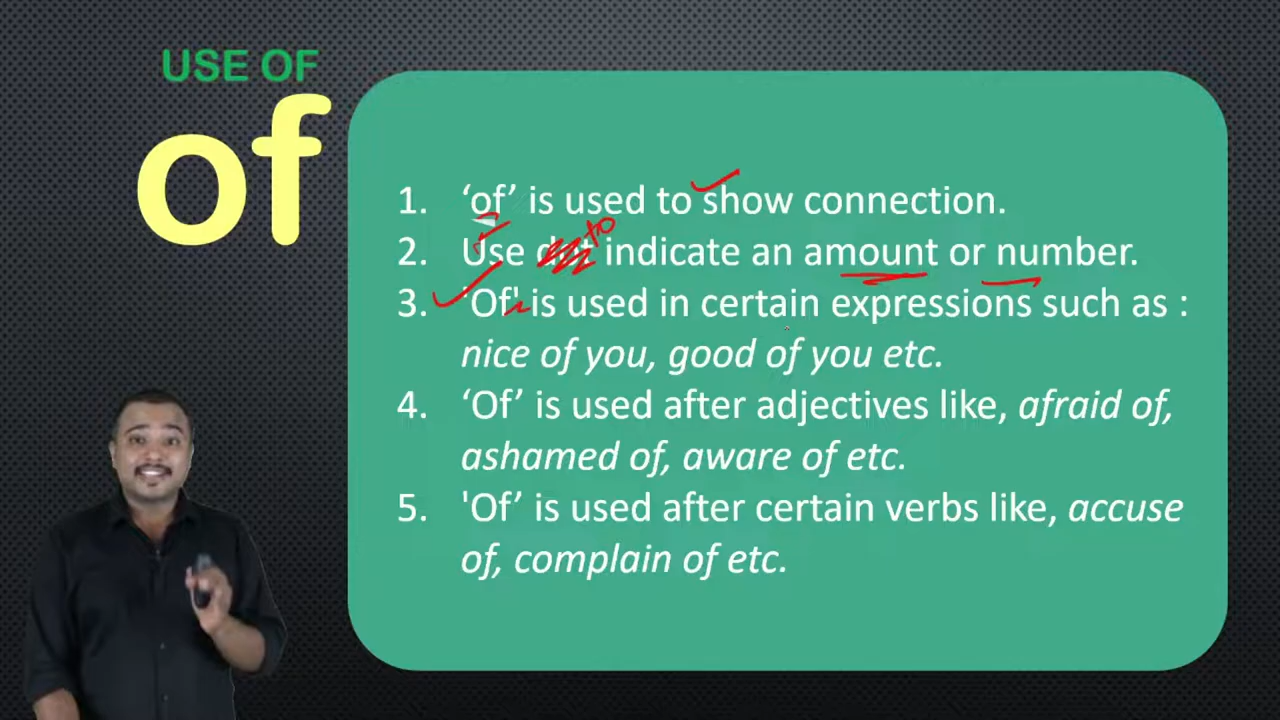 USE OF
of
1. ‘of’ is used to show connection.
2. Use to indicate an amount or number.
3. 'Of' is used in certain expressions such as :
nice of you, good of you etc.
4. ‘Of’ is used after adjectives like, afraid of,
ashamed of, aware of etc.
5. 'Of’ is used after certain verbs like, accuse
of, complain of etc.